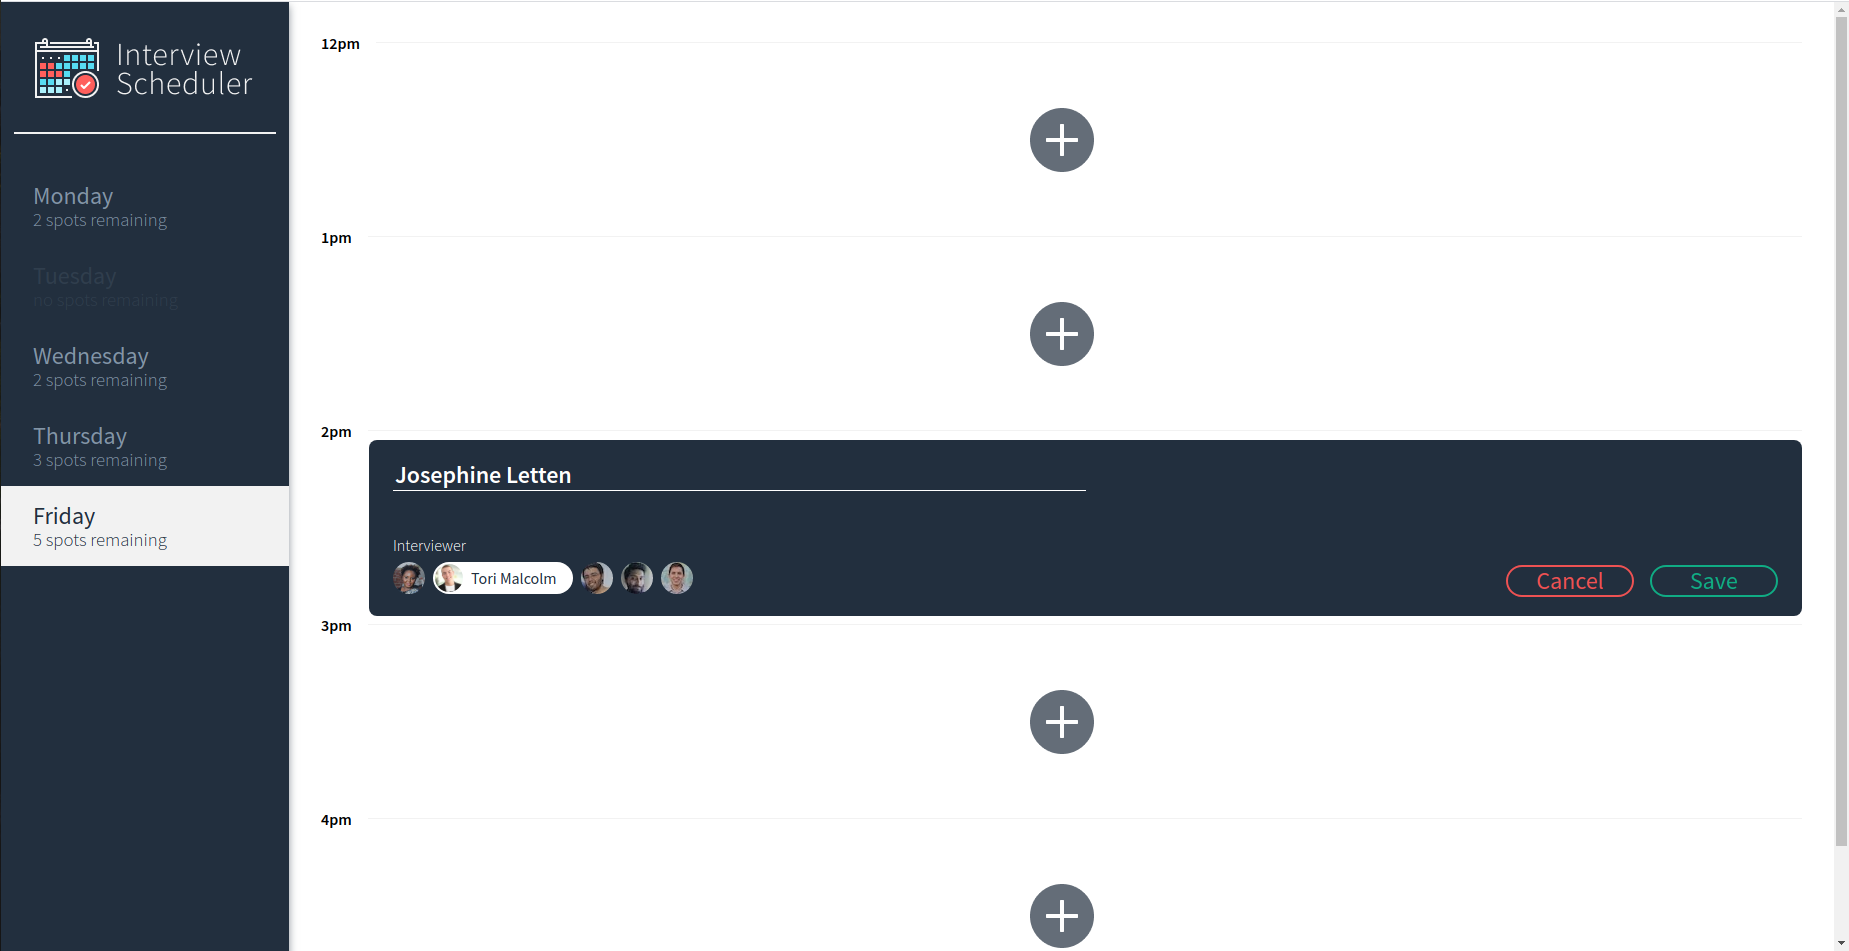 Interview
Scheduler
Monday
2 spots remaining
Tuesday
no spots remaining
Wednesday
2 spots remaining
Thursday
3 spots remaining
Friday
5 spots remaining
12pm
1pm
2pm
Josephine Letten
Interviewer
Tori Malcolm
Cancel
Save
3pm
4pm